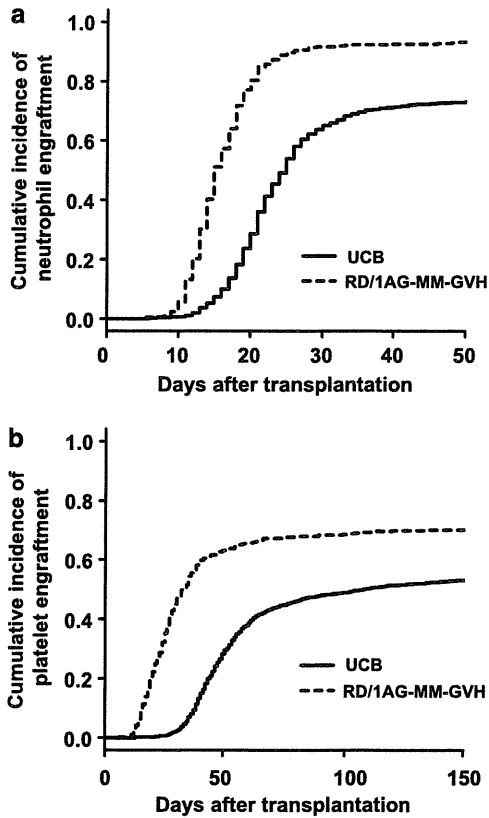 a
Cumulative incidence of
neutrophil engraftment
1.0
0.8
0.6
0.4
0.2
0.0
UCB
RD/1AG-MM-GVH
0 10 20 30 40 50
Days after transplantation
b
Cumulative incidence of
platelet engraftment
1.0
0.8
0.6
0.4
0.2
0.0
UCB
RD/1AG-MM-GVH
0 50 100 150
Days after transplantation